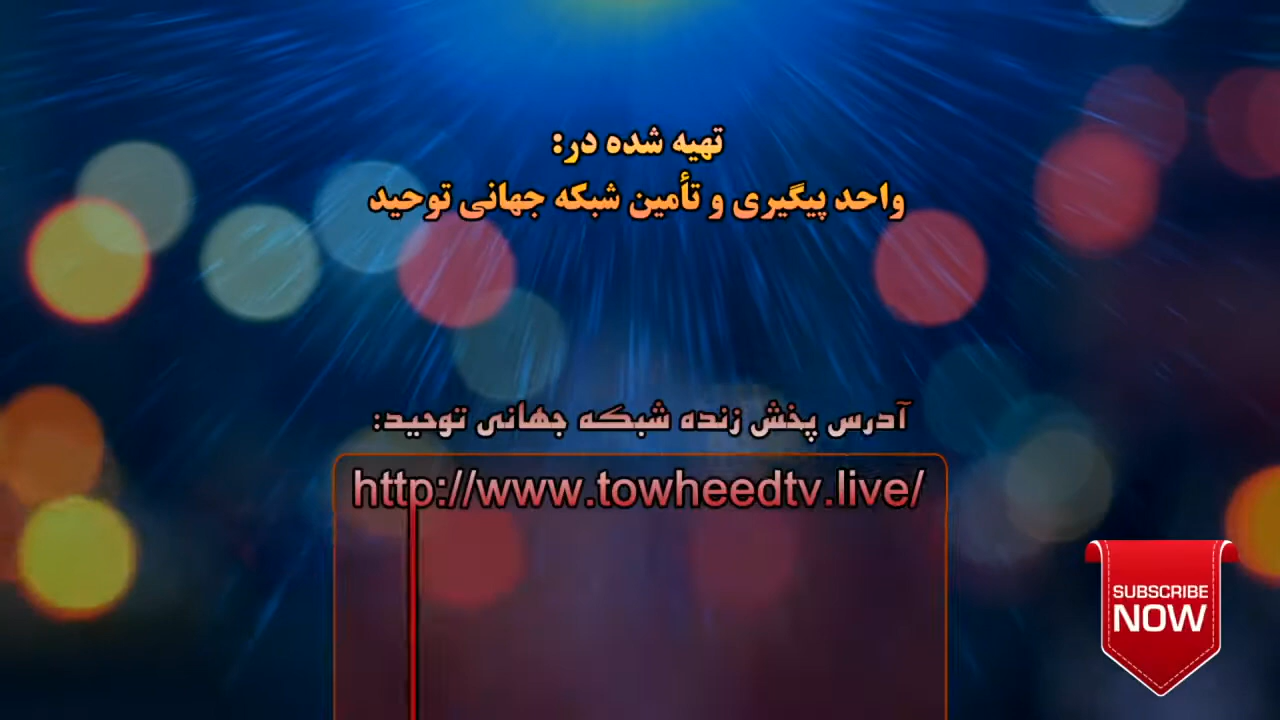 تهیه شده در:
واحد پیگیری و تأمین شبکه جهانی توحید
آدرس پخش زنده شبکه جهانی توحید:
http://www.towheedtv.live/
SUBSCRIBE
NOW